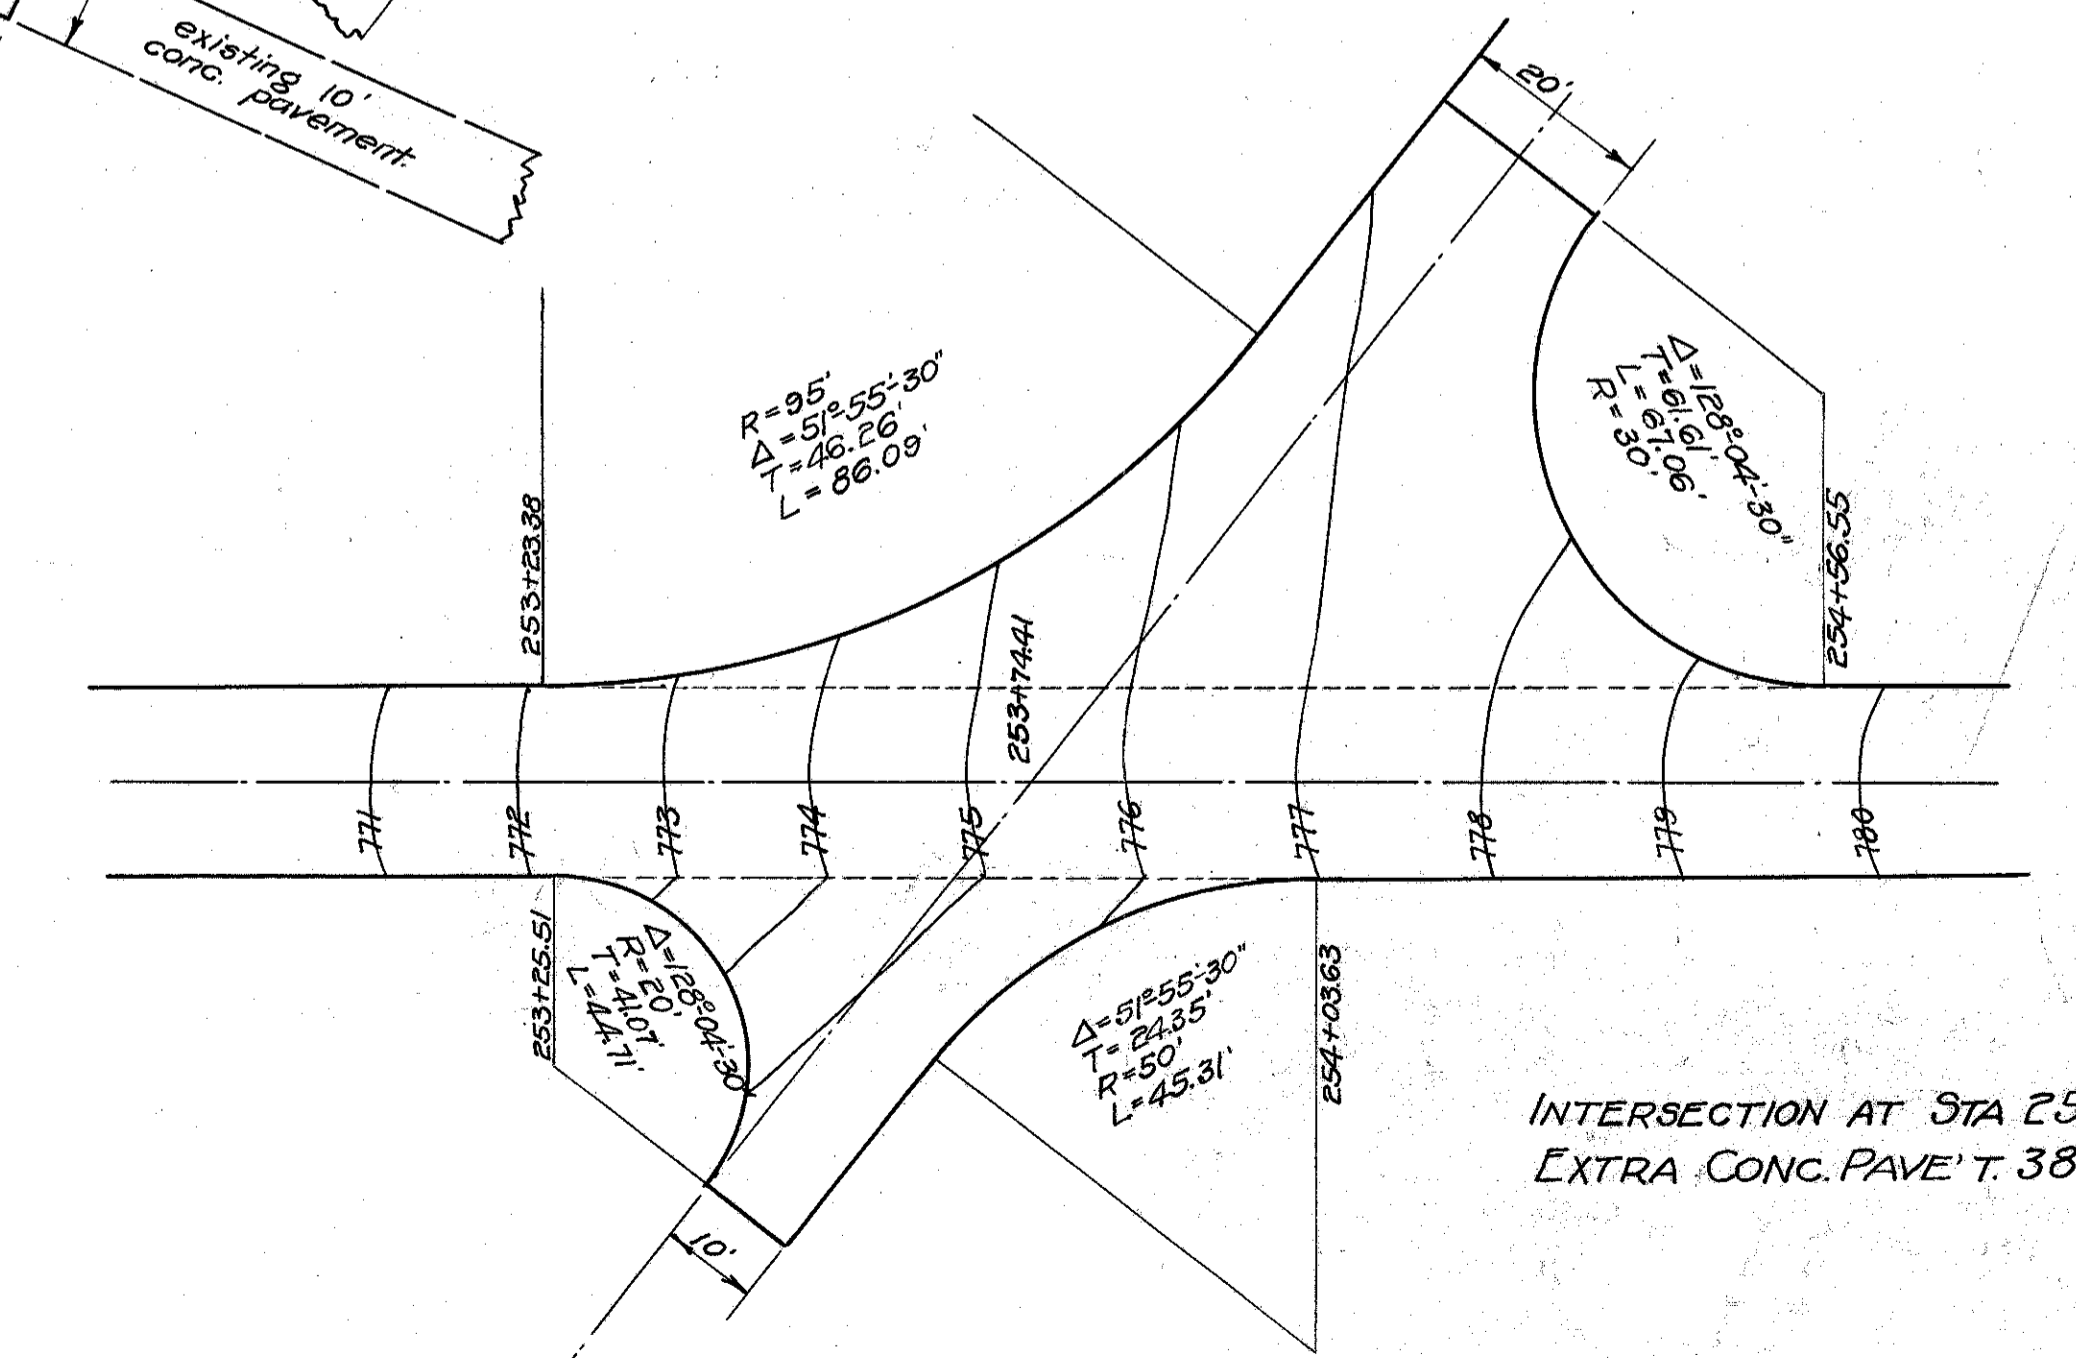 existing 10'
conc. pavement.
20'
R=95'
Δ=51°-55'-30"
T=46.26'
L=86.09'
Δ=128°-04'-30"
T=61.61'
L=67.06'
R=30'
253+23.38
254+56.55
253+74.41
771
772
773
774
775
776
777
778
779
780
253+25.51
Δ=128°-04'-30
R=20'
T=41.07'
L=44.71'
Δ=51°-55'-30"
T=24.35'
R=50'
L=45.31'
254+03.63
10'
INTERSECTION AT STA 25
EXTRA CONC. PAVE'T. 38